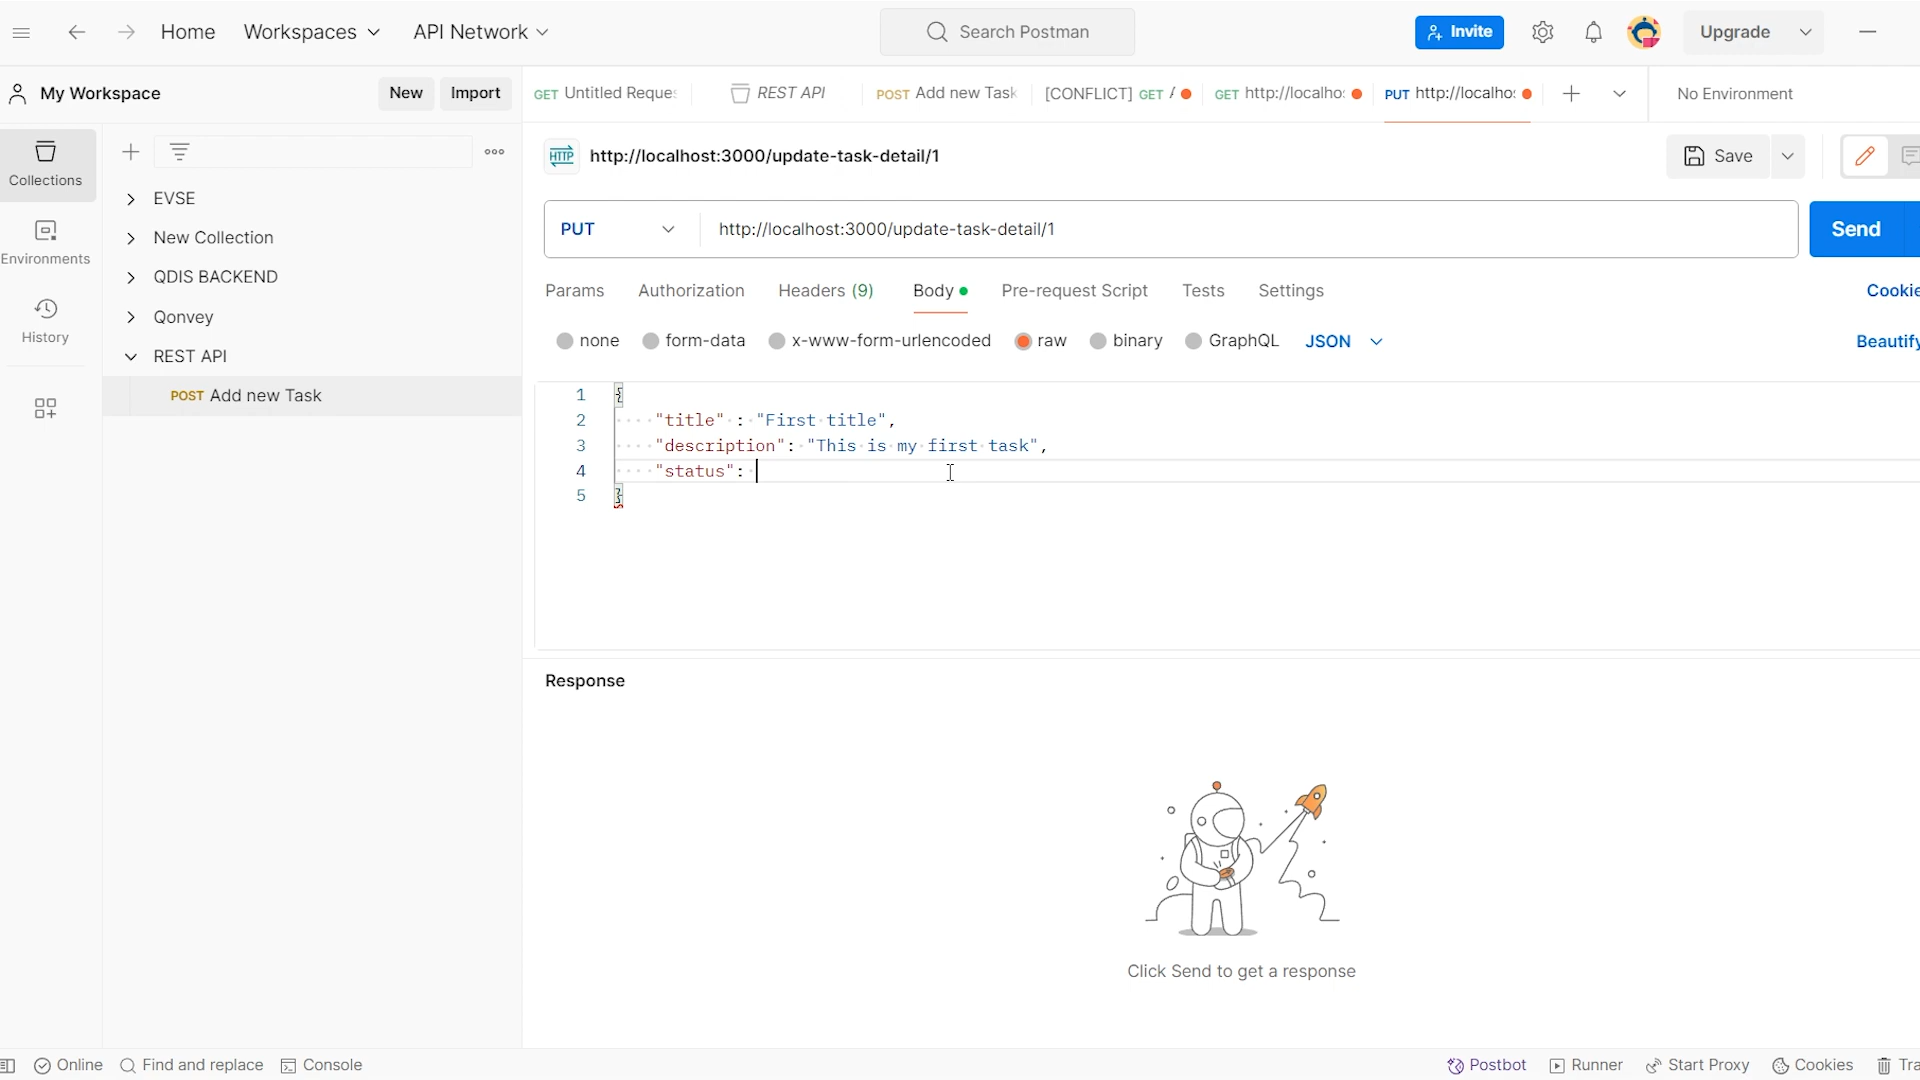 Home Workspaces API Network Search Postman Invite Upgrade
My Workspace New Import GET Untitled Reque REST API POST Add new Task [CONFLICT] GET GET http://localho: PUT http://localho: No Environment
Collections
Environments
History
EVSE
New Collection
QDIS BACKEND
Qonvey
REST API
POST Add new Task
HTTP http://localhost:3000/update-task-detail/1 Save
PUT http://localhost:3000/update-task-detail/1 Send
Params Authorization Headers (9) Body Pre-request Script Tests Settings Cookie
none form-data x-www-form-urlencoded raw binary GraphQL JSON Beautify
1 {
2 "title" : "First title",
3 "description": "This is my first task",
4 "status":
5 }
Response
Click Send to get a response
Online Find and replace Console Postbot Runner Start Proxy Cookies Tra